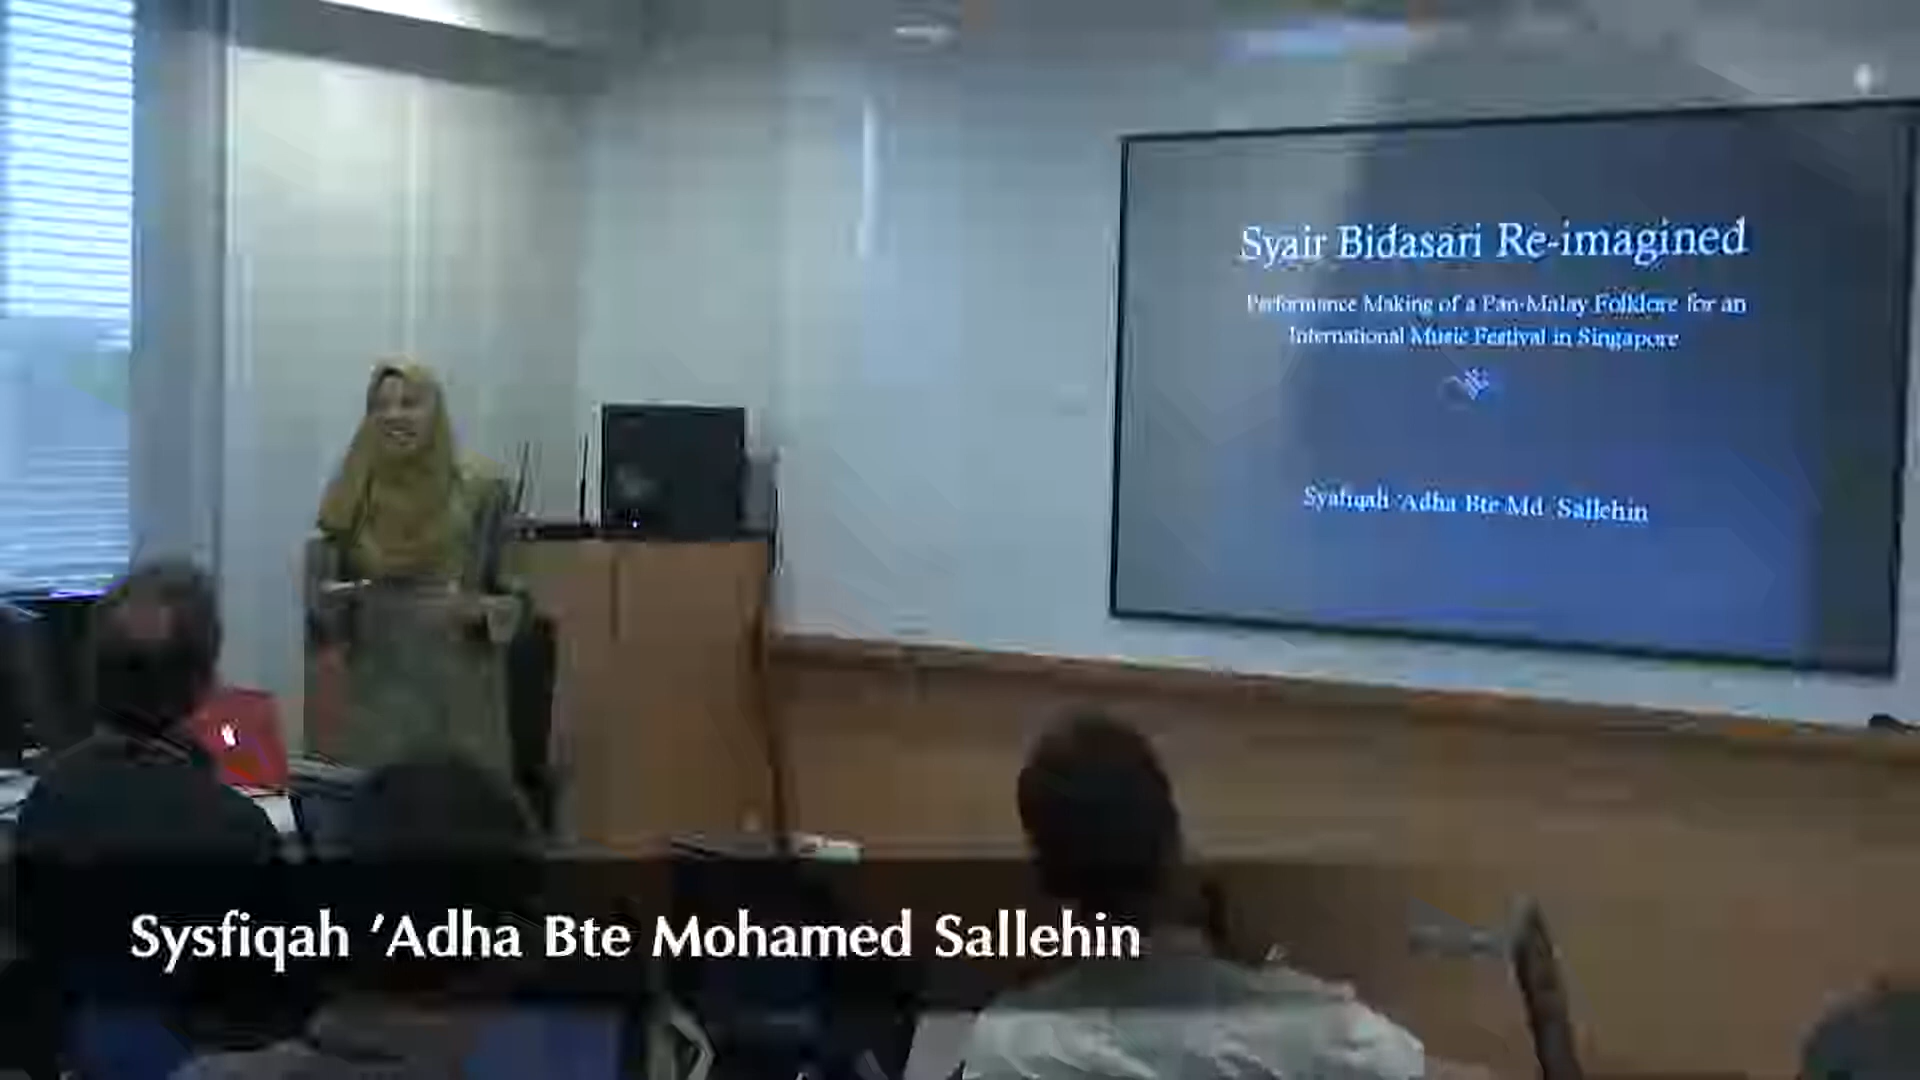 Syair Bidasari Re-imagined
Performance Making of a Pan-Malay Folklore for an
International Music Festival in Singapore
Syafiqah 'Adha Bte Md Sallehin
Sysfiqah ’Adha Bte Mohamed Sallehin